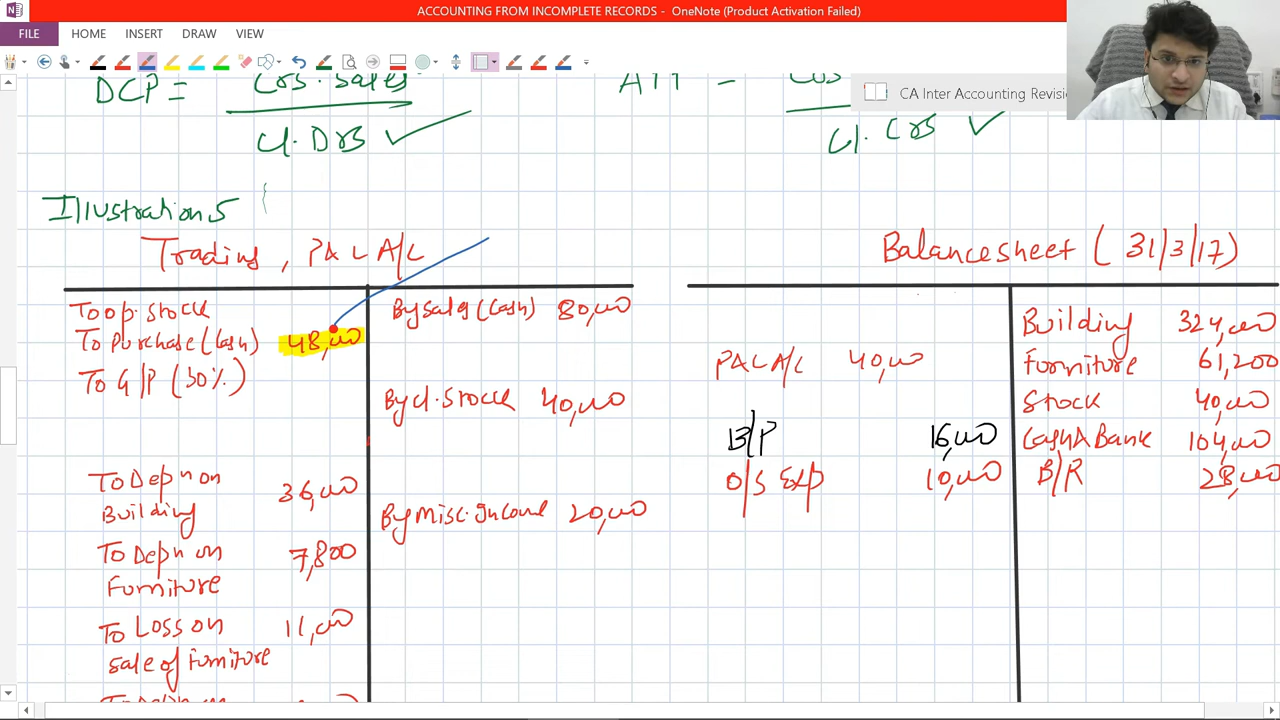 ACCOUNTING FROM INCOMPLETE RECORDS - OneNote (Product Activation Failed)
FILE HOME INSERT DRAW VIEW
CA Inter Accounting Revisi
DCP = Crs. Sales
Cl. Drs ✓
Cl. Crs ✓
Illustration 5
Trading, P&L A/c
To op. Stock
To Purchase (Cash) 48,000
To G/P (30%)
By Sales (Cash) 80,000
By cl. Stock 40,000
To Depn on Building 36,000
By Misc. Income 20,000
To Depn on Furniture 7,800
To Loss on Sale of Furniture 11,000
Balance sheet (31/3/17)
P&L A/c 40,000
B/P 16,000
O/S Exp 10,000
Building 324,000
Furniture 61,200
Stock 40,000
Cash & Bank 104,000
B/R 28,000